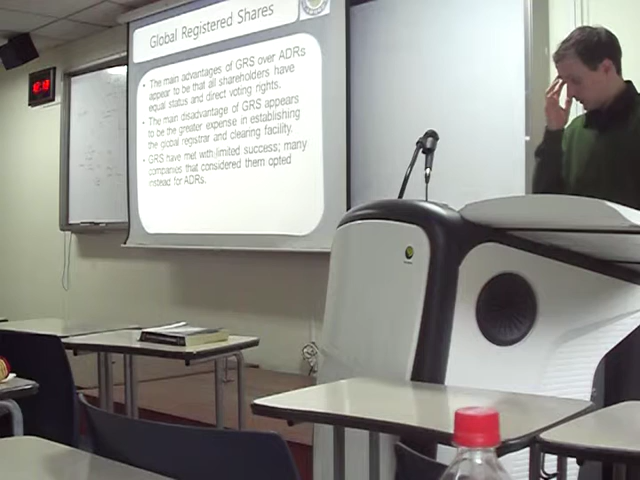 Global Registered Shares
• The main advantages of GRS over ADRs
appear to be that all shareholders have
equal status and direct voting rights.
• The main disadvantage of GRS appears
to be the greater expense in establishing
the global registrar and clearing facility.
• GRS have met with limited success; many
companies that considered them opted
instead for ADRs.